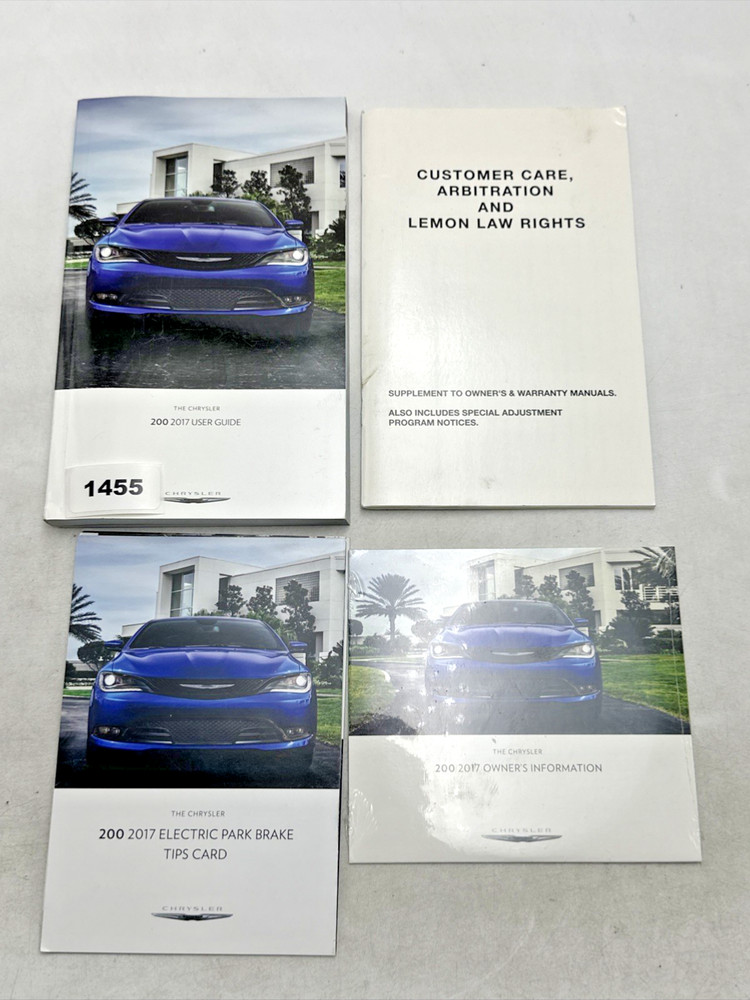 THE CHRYSLER
200 2017 USER GUIDE
1455
CHRYSLER
CUSTOMER CARE,
ARBITRATION
AND
LEMON LAW RIGHTS
SUPPLEMENT TO OWNER'S & WARRANTY MANUALS.
ALSO INCLUDES SPECIAL ADJUSTMENT
PROGRAM NOTICES.
THE CHRYSLER
200 2017 ELECTRIC PARK BRAKE
TIPS CARD
CHRYSLER
THE CHRYSLER
200 2017 OWNER'S INFORMATION
CHRYSLER